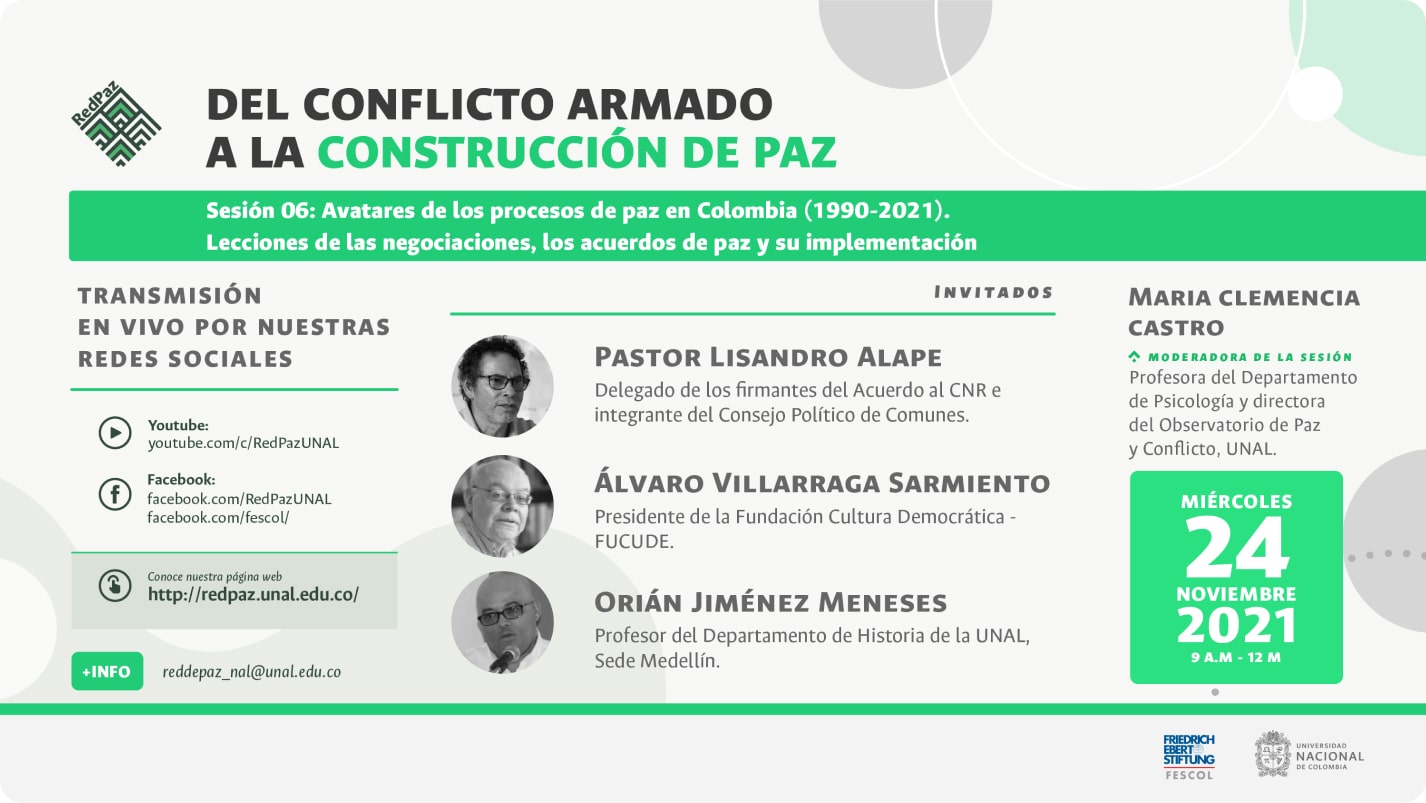 RedPaz
DEL CONFLICTO ARMADO
A LA CONSTRUCCIÓN DE PAZ
Sesión 06: Avatares de los procesos de paz en Colombia (1990-2021).
Lecciones de las negociaciones, los acuerdos de paz y su implementación
TRANSMISIÓN
EN VIVO POR NUESTRAS
REDES SOCIALES
Youtube:
youtube.com/c/RedPazUNAL
Facebook:
facebook.com/RedPazUNAL
facebook.com/fescol/
Conoce nuestra página web
http://redpaz.unal.edu.co/
+INFO reddepaz_nal@unal.edu.co
INVITADOS
PASTOR LISANDRO ALAPE
Delegado de los firmantes del Acuerdo al CNR e
integrante del Consejo Político de Comunes.
ÁLVARO VILLARRAGA SARMIENTO
Presidente de la Fundación Cultura Democrática -
FUCUDE.
ORIÁN JIMÉNEZ MENESES
Profesor del Departamento de Historia de la UNAL,
Sede Medellín.
MARIA CLEMENCIA
CASTRO
MODERADORA DE LA SESIÓN
Profesora del Departamento
de Psicología y directora
del Observatorio de Paz
y Conflicto, UNAL.
MIÉRCOLES
24
NOVIEMBRE
2021
9 A.M - 12 M
FRIEDRICH
EBERT
STIFTUNG
FESCOL
UNIVERSIDAD
NACIONAL
DE COLOMBIA